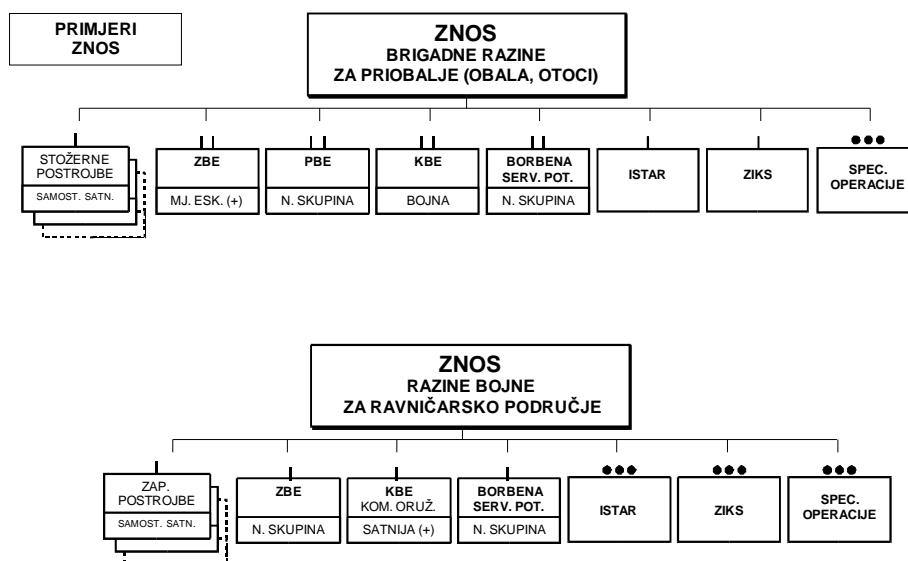 PRIMJERI
ZNOS
ZNOS
BRIGADNE RAZINE
ZA PRIOBALJE (OBALA, OTOCI)
STOŽERNE
POSTROJBE
SAMOST. SATN.
ZBE
MJ. ESK. (+)
PBE
N. SKUPINA
KBE
BOJNA
BORBENA
SERV. POT.
N. SKUPINA
ISTAR
ZIKS
SPEC.
OPERACIJE
ZNOS
RAZINE BOJNE
ZA RAVNIČARSKO PODRUČJE
ZAP.
POSTROJBE
SAMOST. SATN.
ZBE
N. SKUPINA
KBE
KOM. ORUŽ.
SATNIJA (+)
BORBENA
SERV. POT.
N. SKUPINA
ISTAR
ZIKS
SPEC.
OPERACIJE